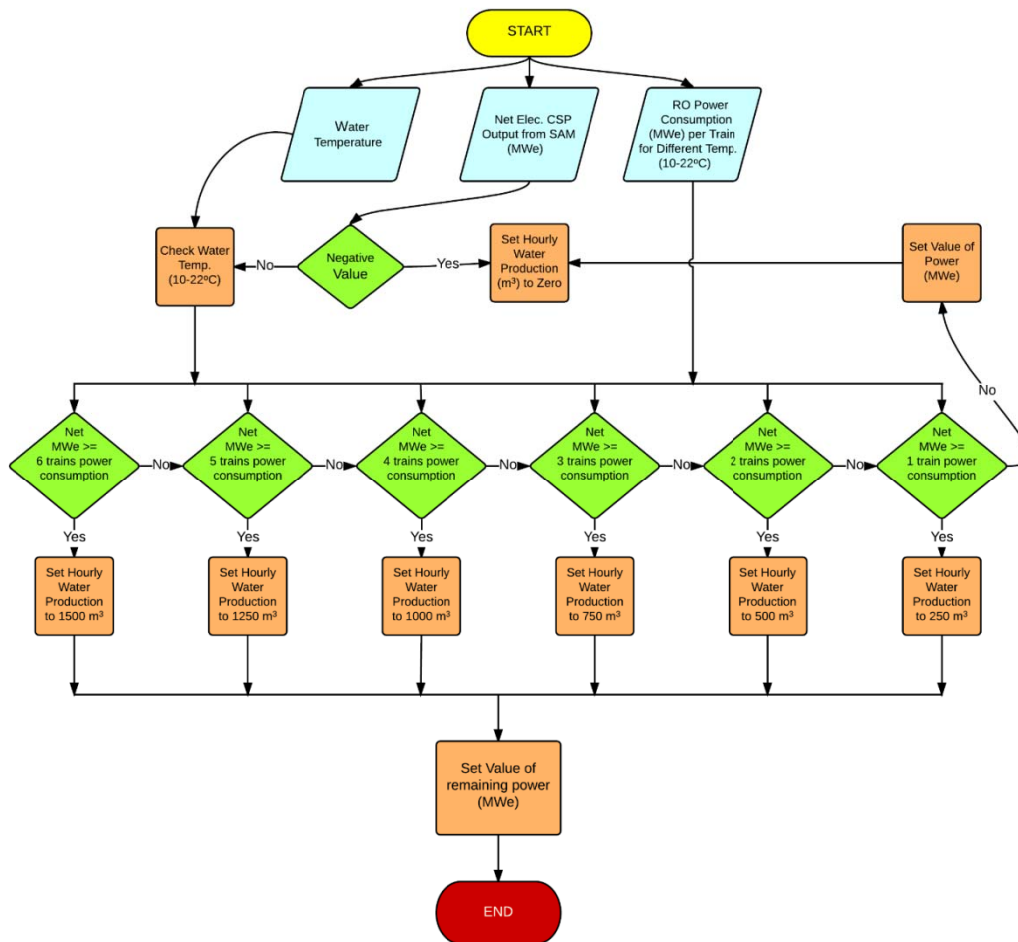 START
Water
Temperature
Net Elec. CSP
Output from SAM
(MWe)
RO Power
Consumption
(MWe) per Train
for Different Temp.
(10-22ºC)
Check Water
Temp.
(10-22ºC)
No
Negative
Value
Yes
Set Hourly
Water
Production
(m³) to Zero
Set Value of
Power
(MWe)
No
Net
MWe >=
6 trains power
consumption
No
Net
MWe >=
5 trains power
consumption
No
Net
MWe >=
4 trains power
consumption
No
Net
MWe >=
3 trains power
consumption
No
Net
MWe >=
2 trains power
consumption
No
Net
MWe >=
1 train power
consumption
Yes
Yes
Yes
Yes
Yes
Yes
Set Hourly
Water
Production
to 1500 m³
Set Hourly
Water
Production
to 1250 m³
Set Hourly
Water
Production
to 1000 m³
Set Hourly
Water
Production
to 750 m³
Set Hourly
Water
Production
to 500 m³
Set Hourly
Water
Production
to 250 m³
Set Value of
remaining power
(MWe)
END